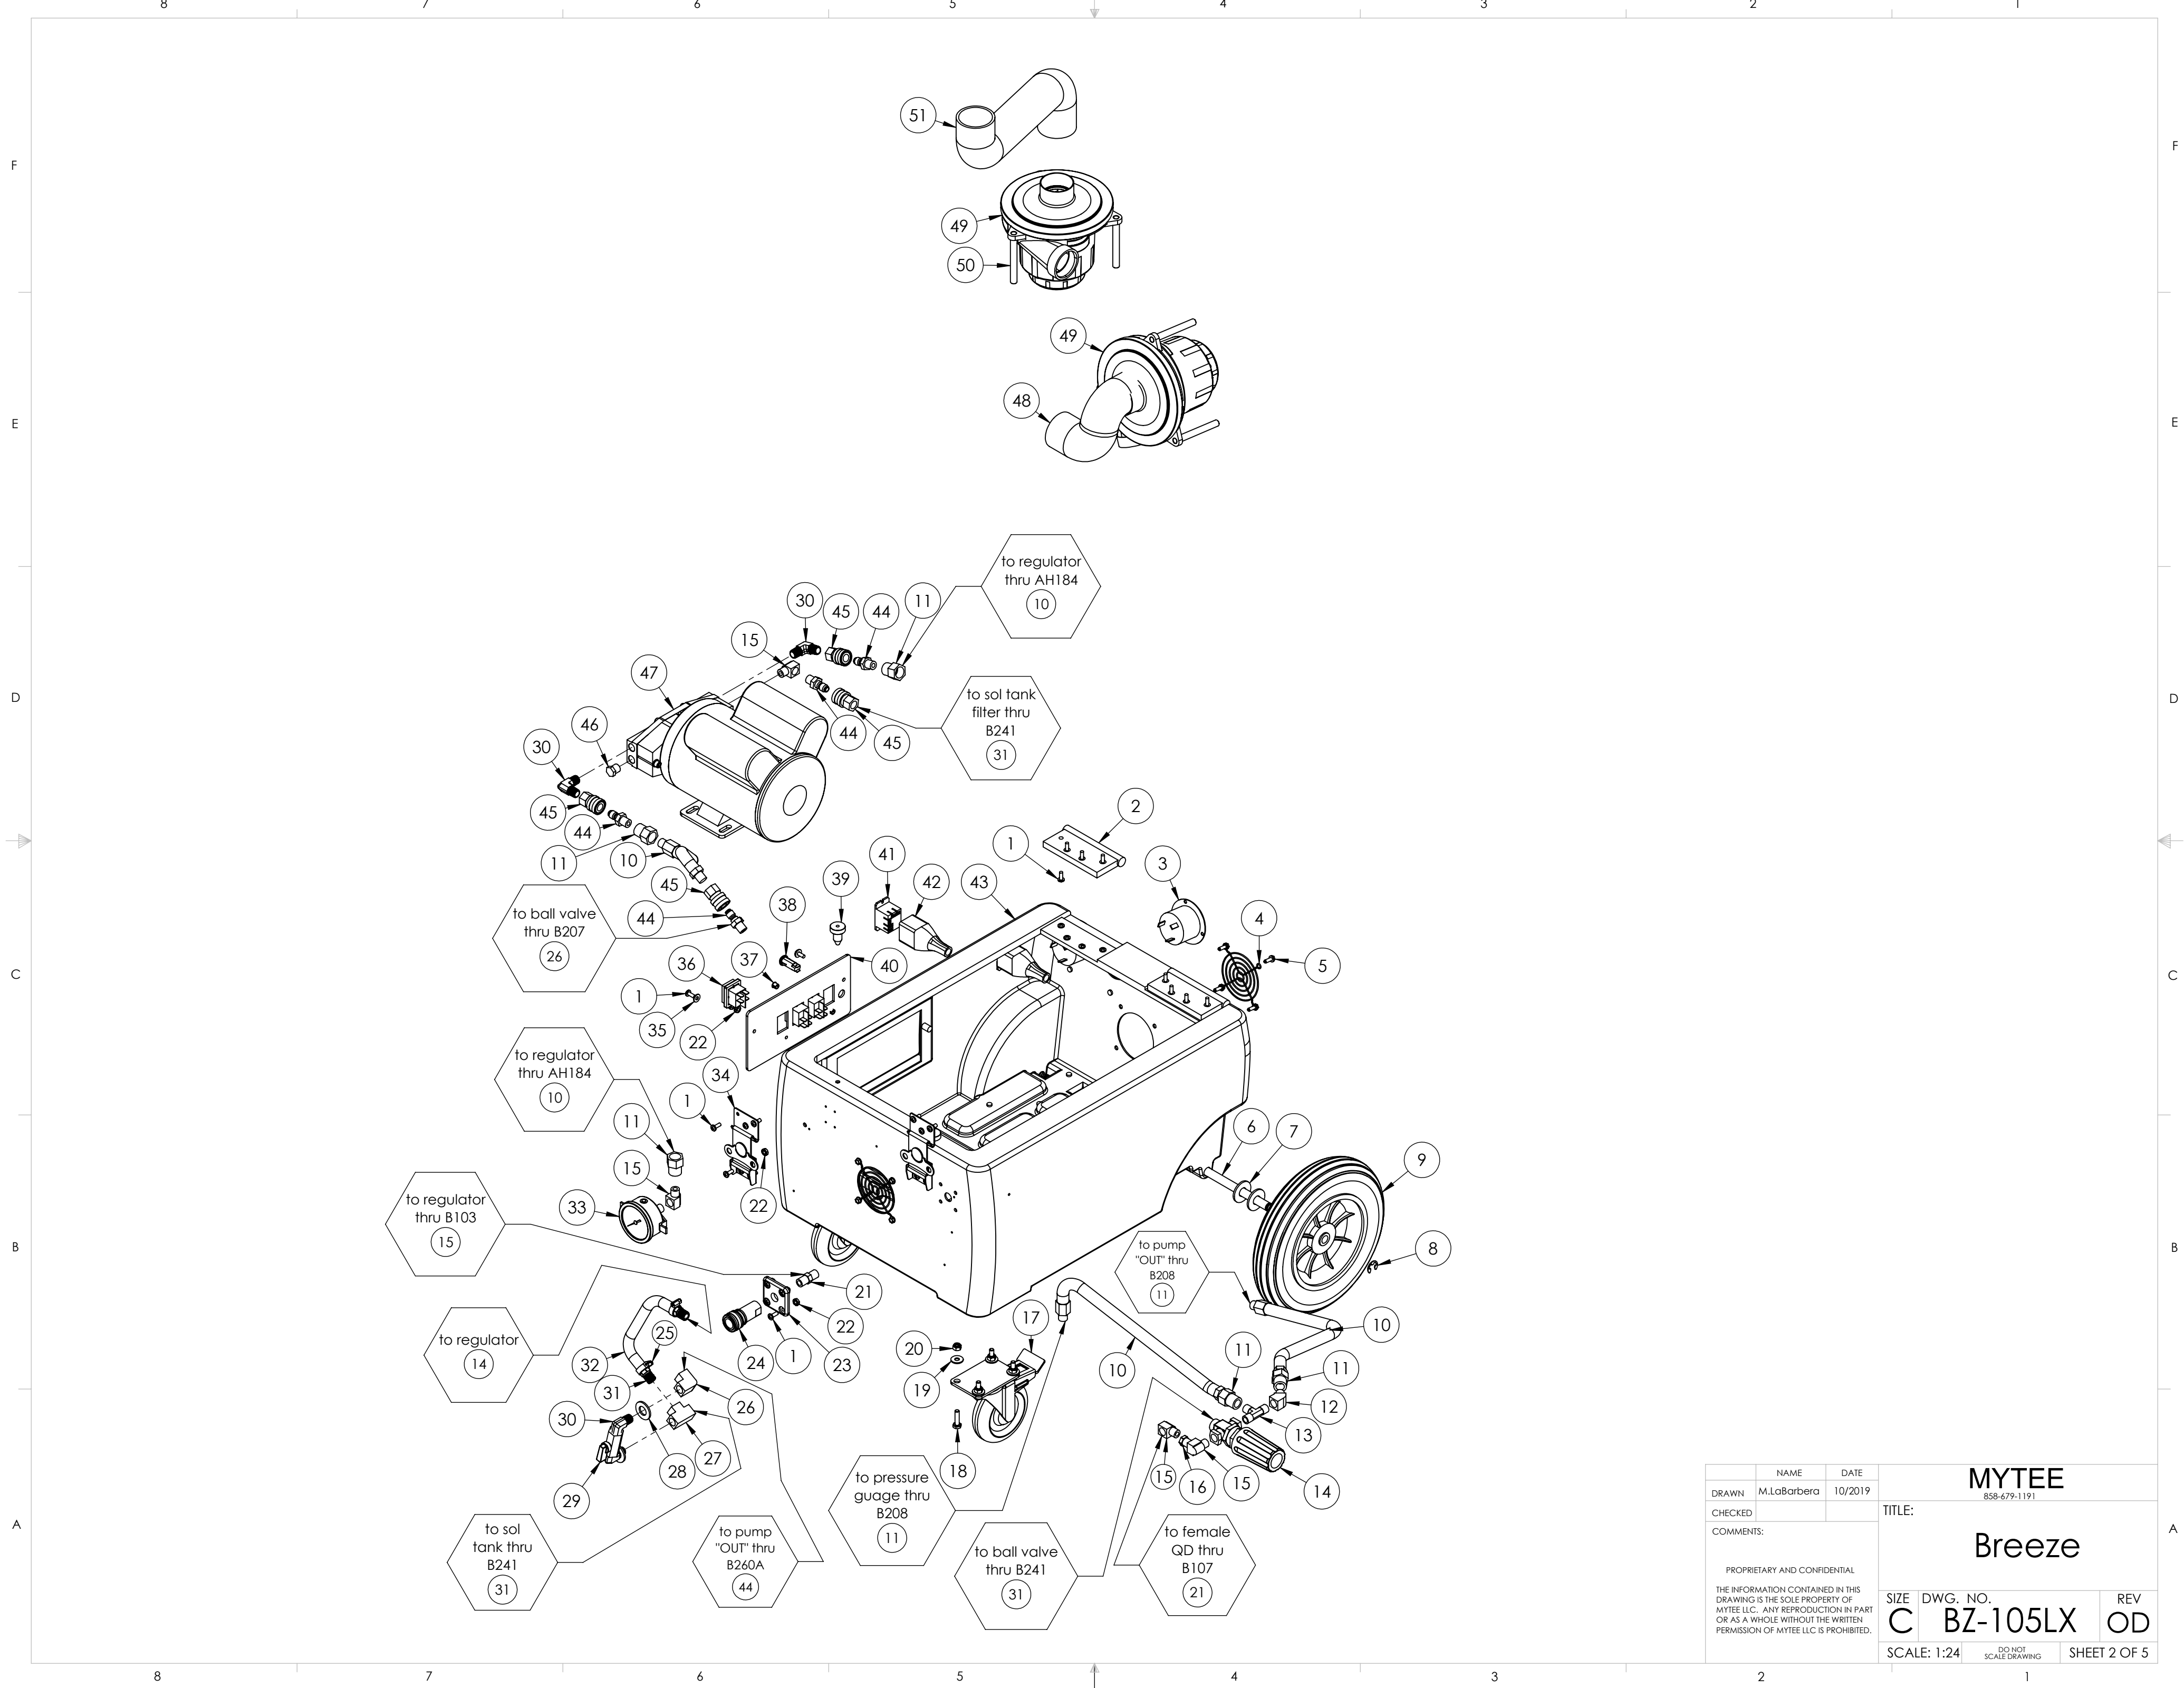 8 7 6 5 4 3 2 1
F
F
E
E
D
D
C
C
B
B
A
A
51
49
50
49
48
to regulator
thru AH184
10
30
45
44
11
15
47
to sol tank
filter thru
B241
31
44
45
46
30
45
44
11
10
45
44
to ball valve
thru B207
26
2
1
3
4
5
41
42
43
39
38
37
40
36
1
35
22
to regulator
thru AH184
10
34
1
11
15
22
33
6
7
9
8
to regulator
thru B103
15
to pump
"OUT" thru
B208
11
21
22
23
1
24
17
10
10
11
11
12
13
14
15
16
15
20
19
18
to regulator
14
25
32
31
26
27
28
30
29
to sol
tank thru
B241
31
to pump
"OUT" thru
B260A
44
to pressure
guage thru
B208
11
to ball valve
thru B241
31
to female
QD thru
B107
21
NAME DATE
DRAWN M.LaBarbera 10/2019
CHECKED
COMMENTS:
PROPRIETARY AND CONFIDENTIAL
THE INFORMATION CONTAINED IN THIS
DRAWING IS THE SOLE PROPERTY OF
MYTEE LLC. ANY REPRODUCTION IN PART
OR AS A WHOLE WITHOUT THE WRITTEN
PERMISSION OF MYTEE LLC IS PROHIBITED.
MYTEE
858-679-1191
TITLE:
Breeze
SIZE DWG. NO. REV
C BZ-105LX OD
SCALE: 1:24 DO NOT
SCALE DRAWING SHEET 2 OF 5
8 7 6 5 4 3 2 1